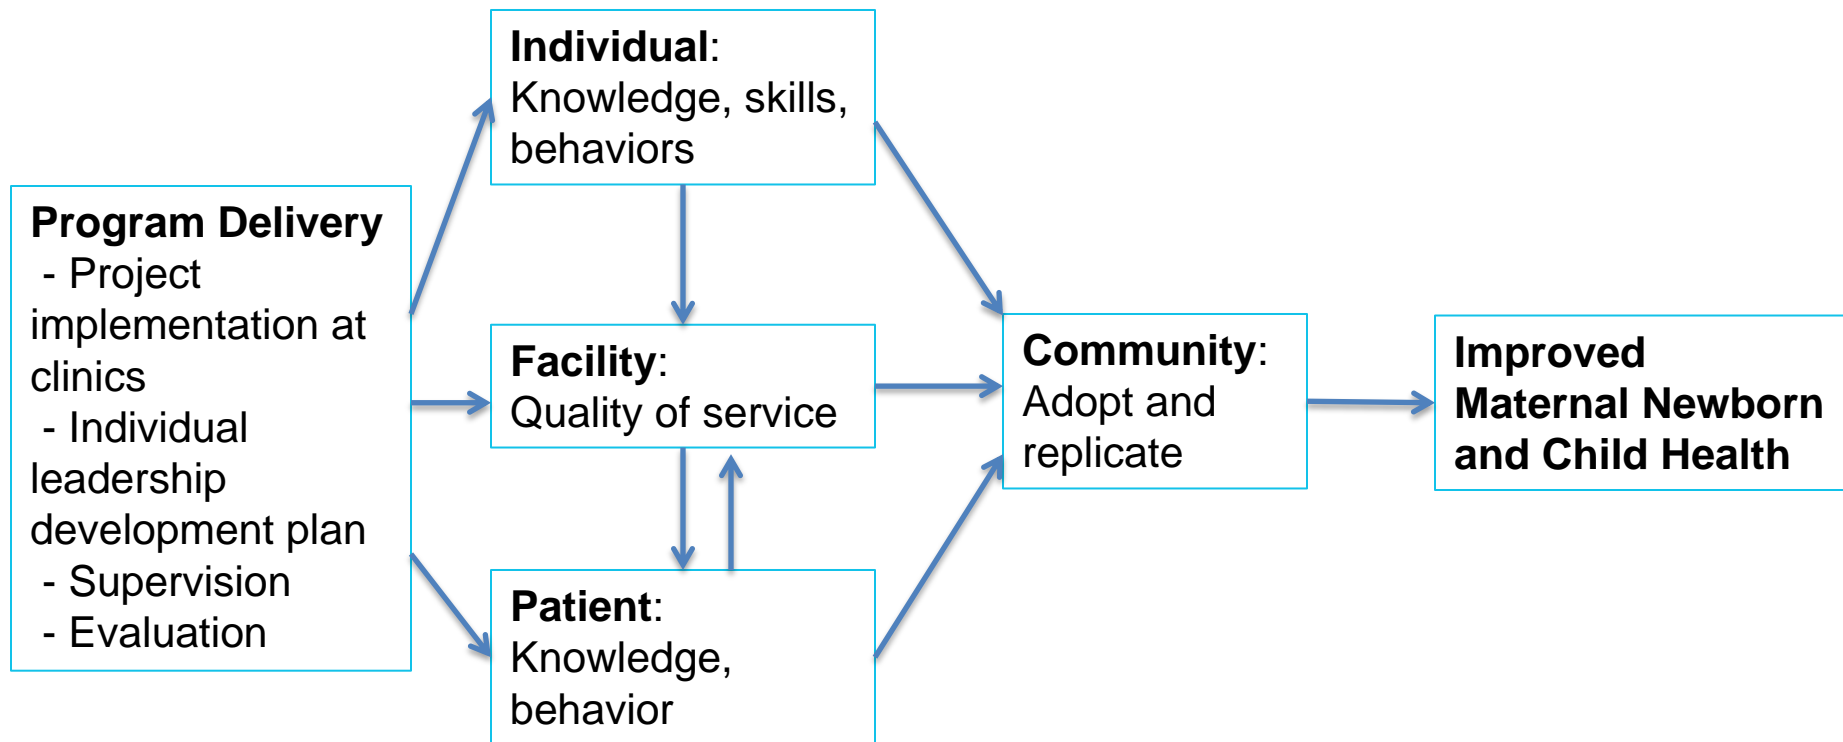 Program Delivery
- Project
implementation at
clinics
- Individual
leadership
development plan
- Supervision
- Evaluation
Individual:
Knowledge, skills,
behaviors
Facility:
Quality of service
Patient:
Knowledge,
behavior
Community:
Adopt and
replicate
Improved
Maternal Newborn
and Child Health